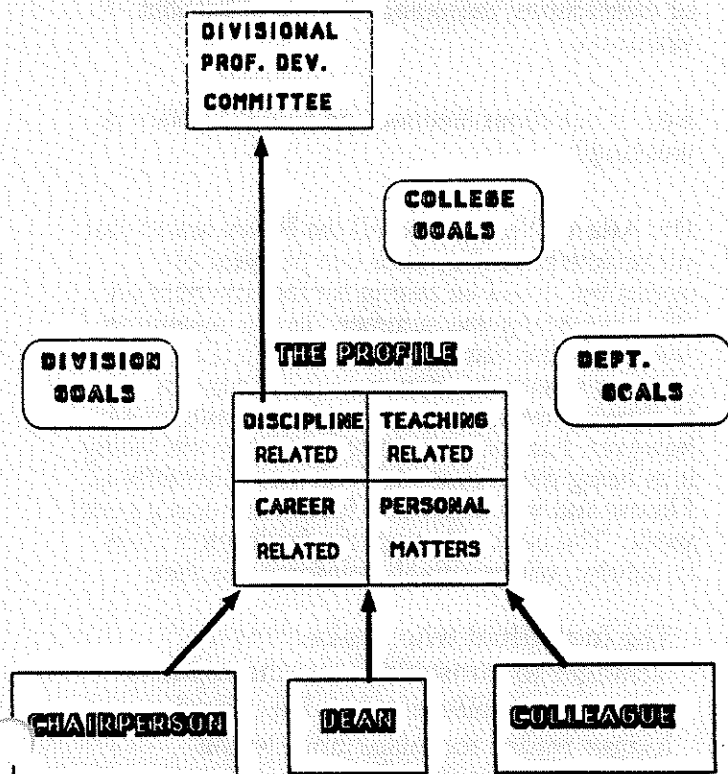 DIVISIONAL
PROF. DEV.
COMMITTEE
COLLEGE
GOALS
DIVISION
GOALS
THE PROFILE
DEPT.
GOALS
DISCIPLINE
RELATED
TEACHING
RELATED
CAREER
RELATED
PERSONAL
MATTERS
CHAIRPERSON
DEAN
COLLEAGUE